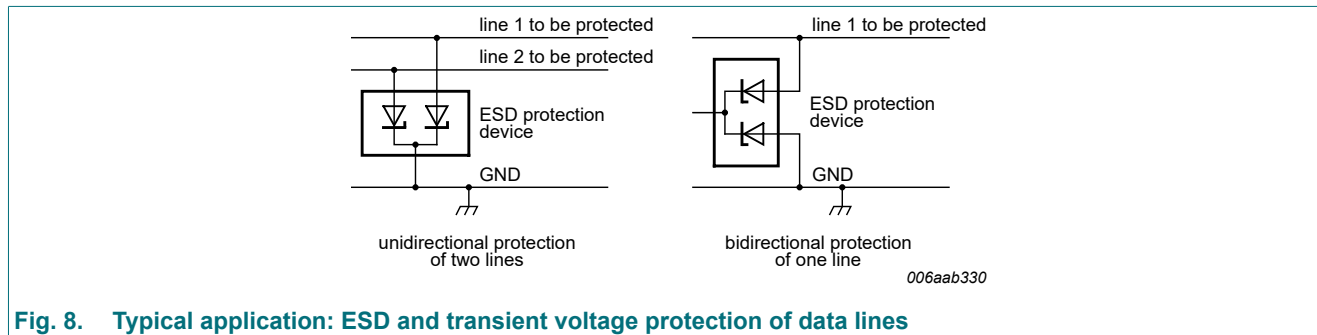 line 1 to be protected
line 2 to be protected
ESD protection
device
GND
unidirectional protection
of two lines
line 1 to be protected
ESD protection
device
GND
bidirectional protection
of one line
006aab330
Fig. 8. Typical application: ESD and transient voltage protection of data lines